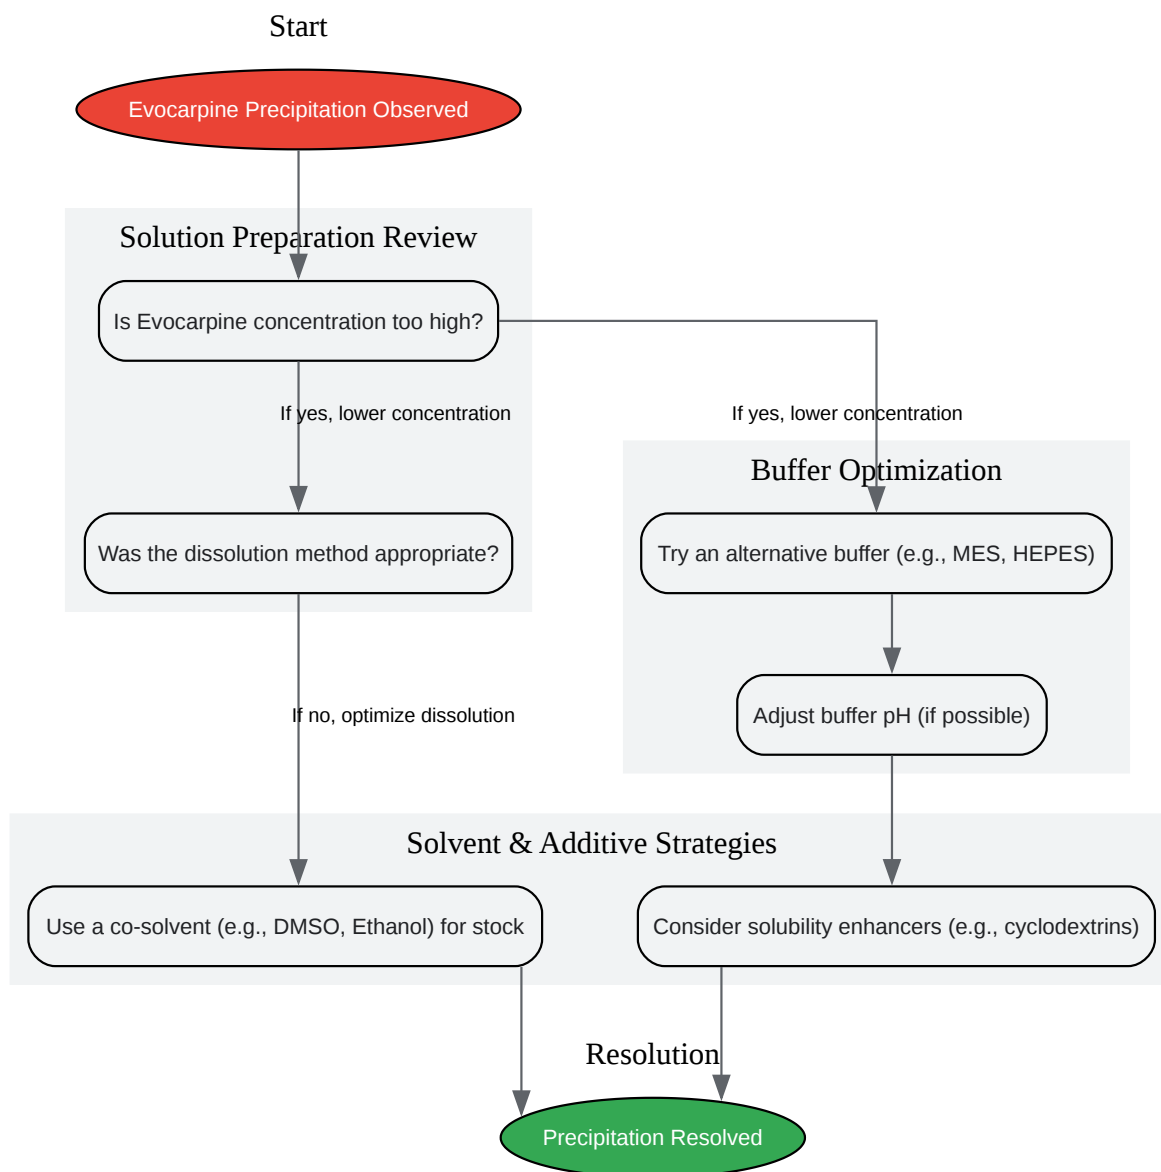 Start
Evocarpine Precipitation Observed
Solution Preparation Review
Is Evocarpine concentration too high?
If yes, lower concentration
If yes, lower concentration
Buffer Optimization
Was the dissolution method appropriate?
Try an alternative buffer (e.g., MES, HEPES)
If no, optimize dissolution
Adjust buffer pH (if possible)
Solvent & Additive Strategies
Use a co-solvent (e.g., DMSO, Ethanol) for stock
Consider solubility enhancers (e.g., cyclodextrins)
Resolution
Precipitation Resolved